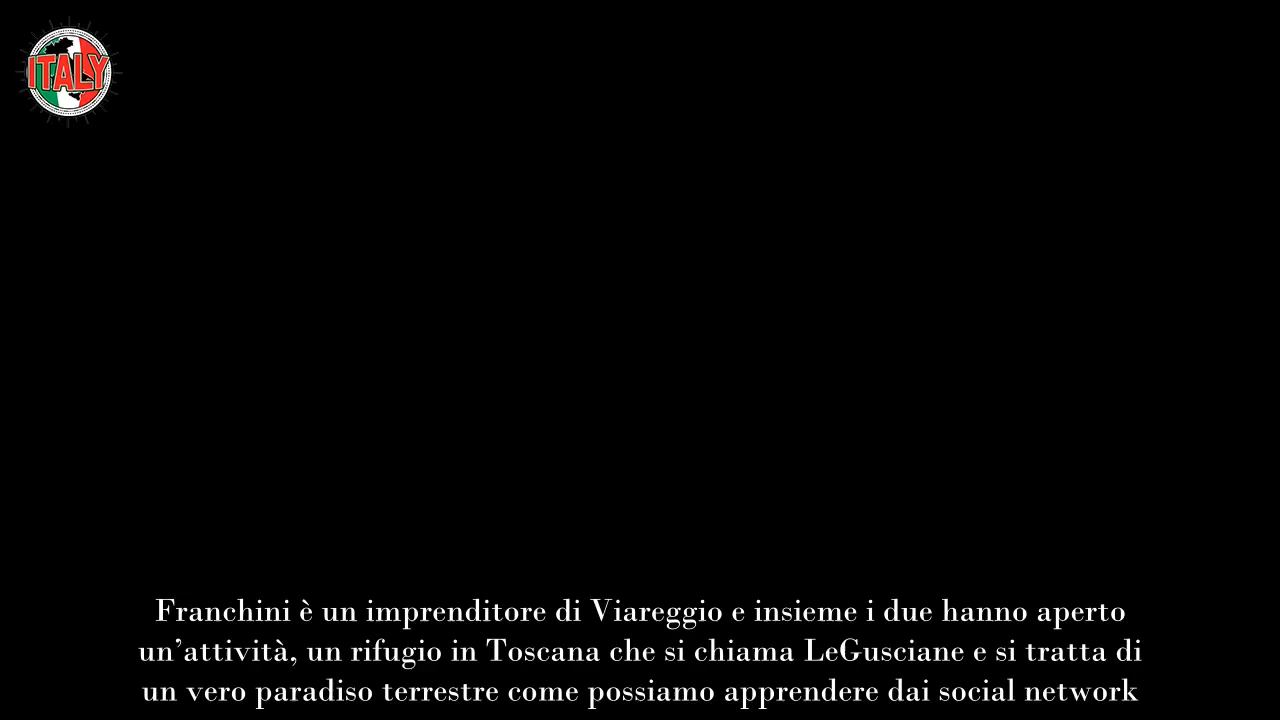 ITALY
Franchini è un imprenditore di Viareggio e insieme i due hanno aperto
un’attività, un rifugio in Toscana che si chiama LeGusciane e si tratta di
un vero paradiso terrestre come possiamo apprendere dai social network